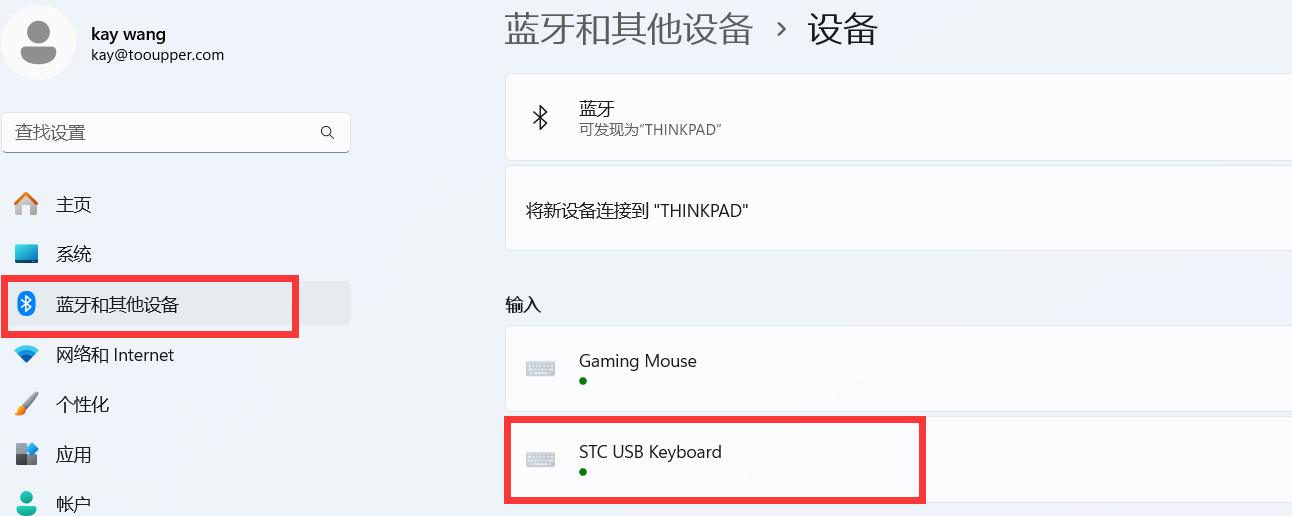 kay wang
kay@tooupper.com
查找设置
主页
系统
蓝牙和其他设备
网络和 Internet
个性化
应用
帐户
蓝牙和其他设备 › 设备
蓝牙
可发现为“THINKPAD”
将新设备连接到 "THINKPAD"
输入
Gaming Mouse
STC USB Keyboard